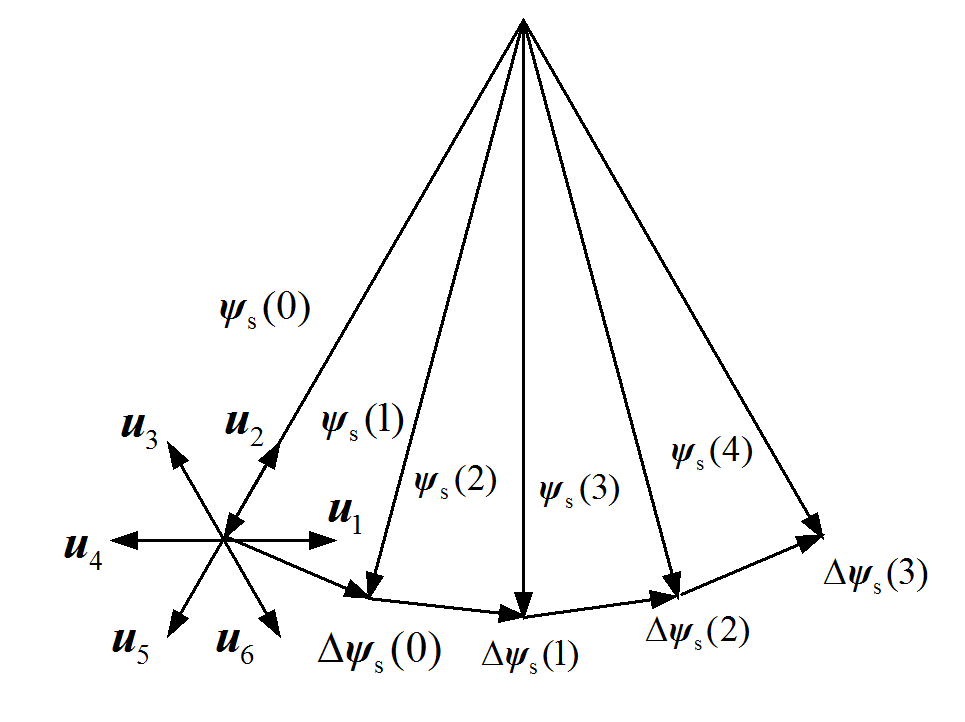 ψₛ(0)
ψₛ(1)
ψₛ(2)
ψₛ(3)
ψₛ(4)
u₃
u₂
u₁
u₄
u₅
u₆
Δψₛ(0)
Δψₛ(1)
Δψₛ(2)
Δψₛ(3)